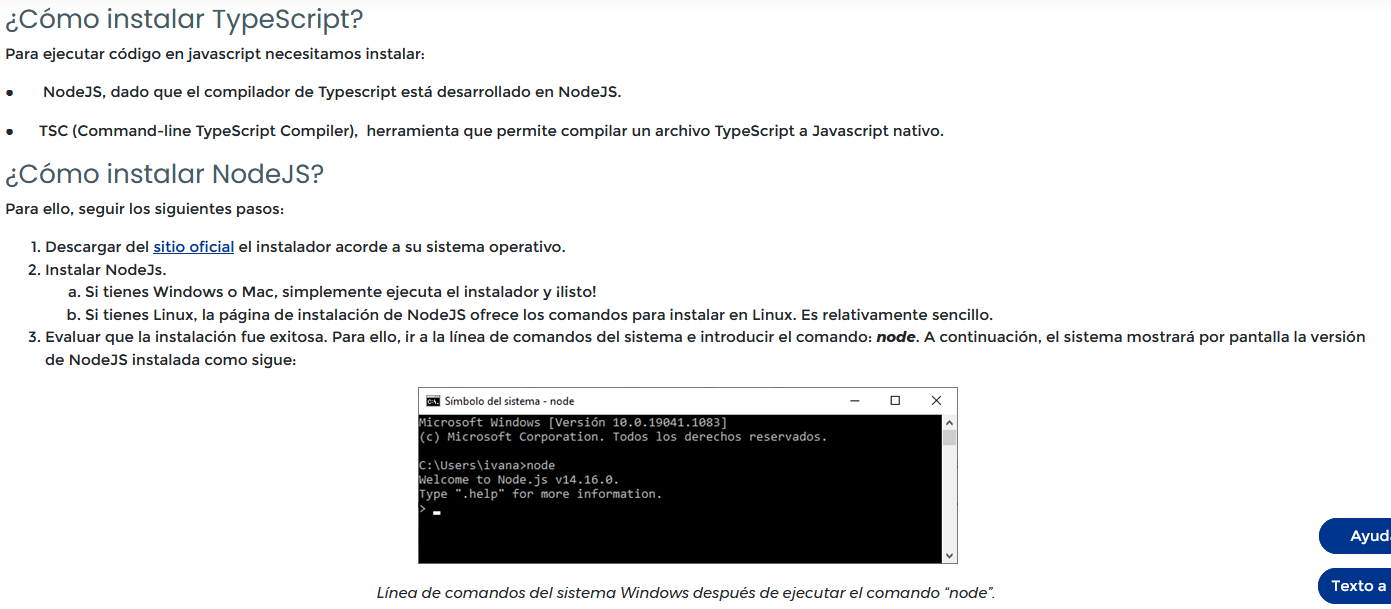 ¿Cómo instalar TypeScript?
Para ejecutar código en javascript necesitamos instalar:
• NodeJS, dado que el compilador de Typescript está desarrollado en NodeJS.
• TSC (Command-line TypeScript Compiler), herramienta que permite compilar un archivo TypeScript a Javascript nativo.
¿Cómo instalar NodeJS?
Para ello, seguir los siguientes pasos:
1. Descargar del sitio oficial el instalador acorde a su sistema operativo.
2. Instalar NodeJs.
a. Si tienes Windows o Mac, simplemente ejecuta el instalador y ¡listo!
b. Si tienes Linux, la página de instalación de NodeJS ofrece los comandos para instalar en Linux. Es relativamente sencillo.
3. Evaluar que la instalación fue exitosa. Para ello, ir a la línea de comandos del sistema e introducir el comando: node. A continuación, el sistema mostrará por pantalla la versión
de NodeJS instalada como sigue:
Símbolo del sistema - node
Microsoft Windows [Versión 10.0.19041.1083]
(c) Microsoft Corporation. Todos los derechos reservados.
C:\Users\ivana>node
Welcome to Node.js v14.16.0.
Type ".help" for more information.
>
Ayuda
Texto a
Línea de comandos del sistema Windows después de ejecutar el comando “node”.